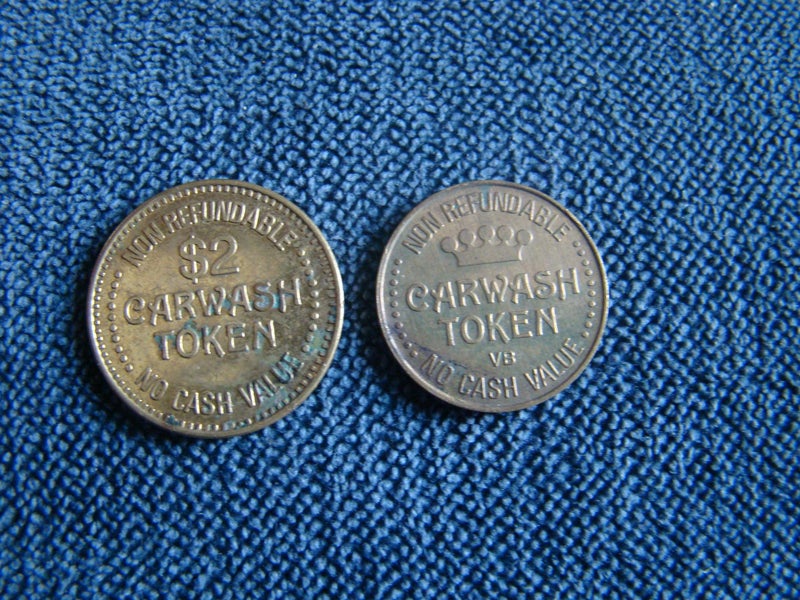 NON REFUNDABLE
$2
CARWASH
TOKEN
NO CASH VALUE
NON REFUNDABLE
CARWASH
TOKEN
VB
NO CASH VALUE